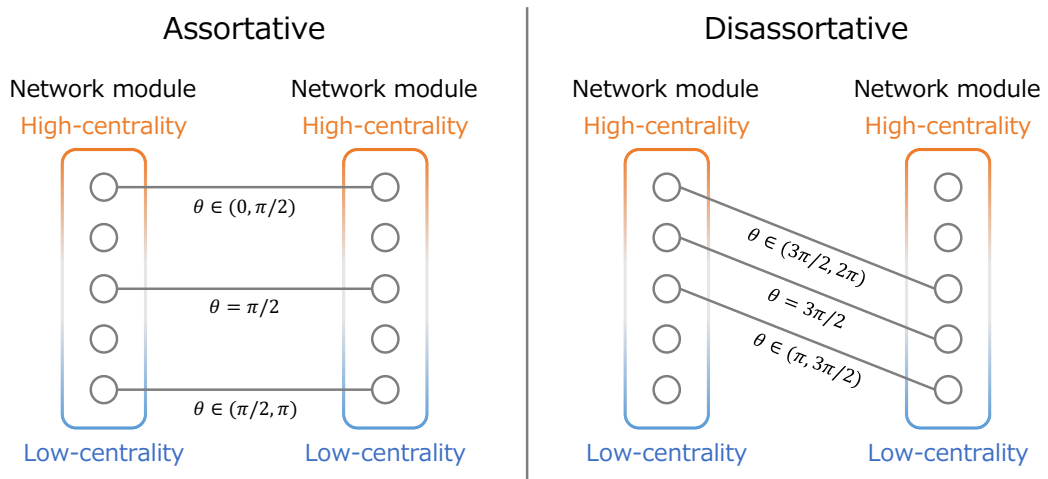 Assortative
Network module
High-centrality
Network module
High-centrality
θ ∈ (0, π/2)
θ = π/2
θ ∈ (π/2, π)
Low-centrality
Low-centrality
Disassortative
Network module
High-centrality
Network module
High-centrality
θ ∈ (3π/2, 2π)
θ = 3π/2
θ ∈ (π, 3π/2)
Low-centrality
Low-centrality